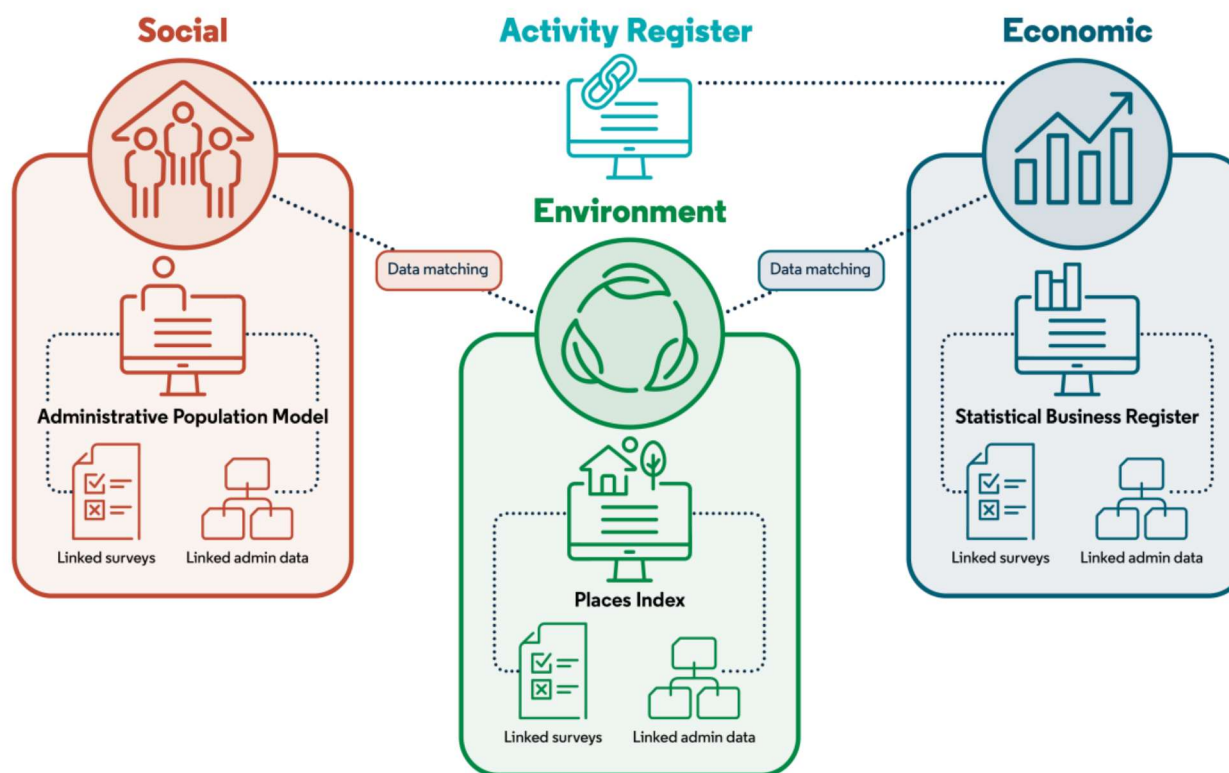 Social
Activity Register
Economic
Environment
Data matching
Data matching
Administrative Population Model
Linked surveys
Linked admin data
Places Index
Linked surveys
Linked admin data
Statistical Business Register
Linked surveys
Linked admin data